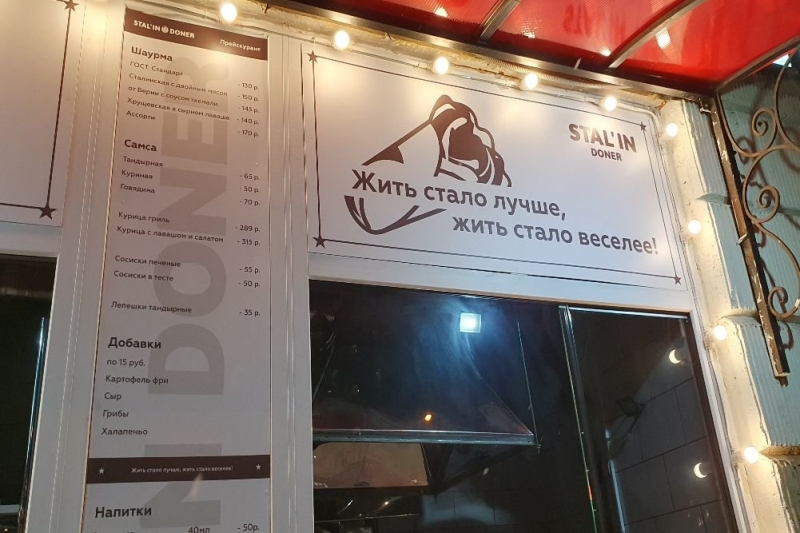 STAL'IN DONER
Прейскурант
Шаурма
ГОСТ. Стандарт - 130 р.
Сталинская с двойным мясом - 150 р.
от Берии с соусом ткемали - 145 р.
Хрущевская в сырном лаваше - 140 р.
Ассорти - 170 р.
Самса
Тандырная - 65 р.
Куриная - 50 р.
Говядина - 70 р.
Курица гриль - 289 р.
Курица с лавашом и салатом - 315 р.
Сосиски печеные - 55 р.
Сосиски в тесте - 50 р.
Лепешки тандырные - 35 р.
Добавки
по 15 руб.
Картофель фри
Сыр
Грибы
Халапеньо
Жить стало лучше, жить стало веселее!
Напитки
40мл - 50р.
DONER
STAL'IN
DONER
Жить стало лучше,
жить стало веселее!